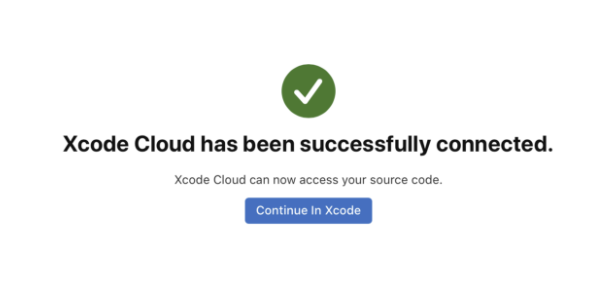 Xcode Cloud has been successfully connected.
Xcode Cloud can now access your source code.
Continue In Xcode